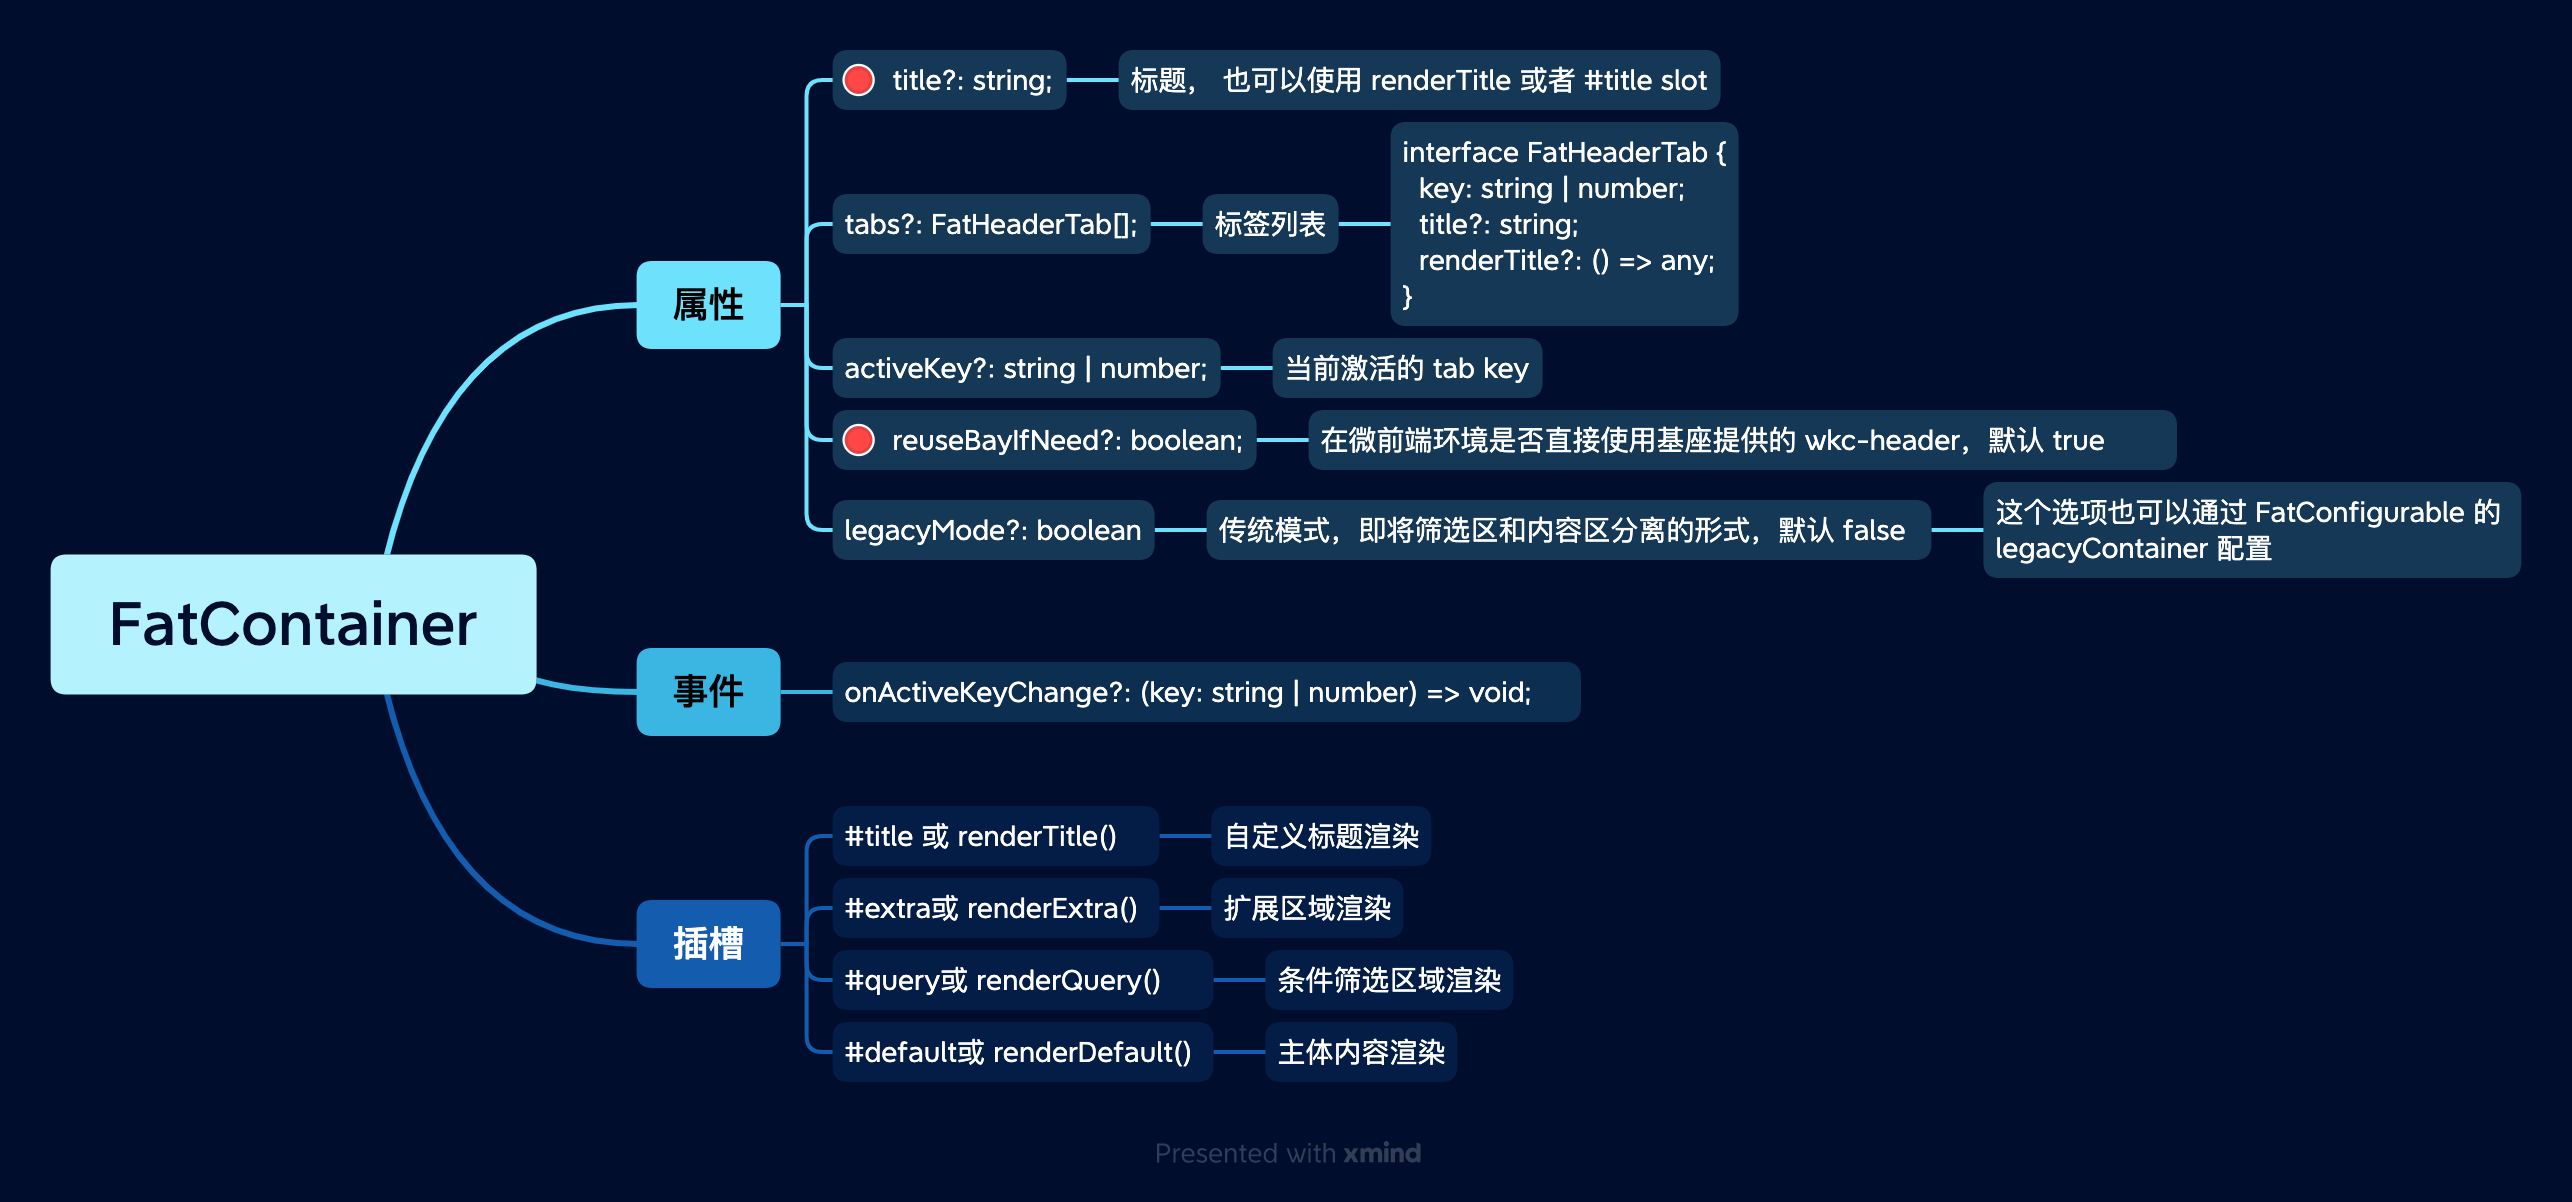 FatContainer
属性
title?: string;
标题， 也可以使用 renderTitle 或者 #title slot
tabs?: FatHeaderTab[];
标签列表
interface FatHeaderTab {
  key: string | number;
  title?: string;
  renderTitle?: () => any;
}
activeKey?: string | number;
当前激活的 tab key
reuseBayIfNeed?: boolean;
在微前端环境是否直接使用基座提供的 wkc-header，默认 true
legacyMode?: boolean
传统模式，即将筛选区和内容区分离的形式，默认 false
这个选项也可以通过 FatConfigurable 的
legacyContainer 配置
事件
onActiveKeyChange?: (key: string | number) => void;
插槽
#title 或 renderTitle()
自定义标题渲染
#extra或 renderExtra()
扩展区域渲染
#query或 renderQuery()
条件筛选区域渲染
#default或 renderDefault()
主体内容渲染
Presented with xmind